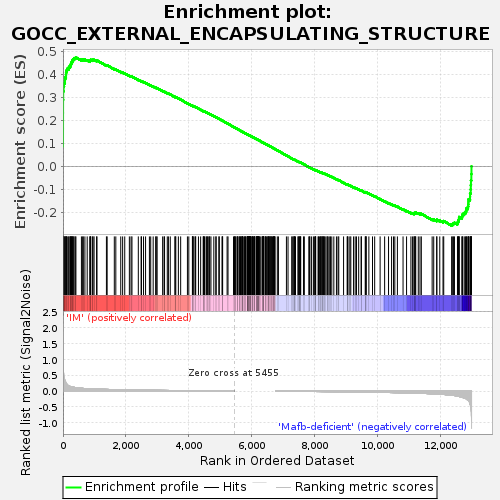 Enrichment plot:
GOCC_EXTERNAL_ENCAPSULATING_STRUCTURE
Enrichment score (ES)
0.5
0.4
0.3
0.2
0.1
0.0
-0.1
-0.2
Ranked list metric (Signal2Noise)
2.5
2.0
1.5
1.0
0.5
0.0
-0.5
-1.0
'IM' (positively correlated)
Zero cross at 5455
'Mafb-deficient' (negatively correlated)
0
2,000
4,000
6,000
8,000
10,000
12,000
Rank in Ordered Dataset
Enrichment profile
Hits
Ranking metric scores